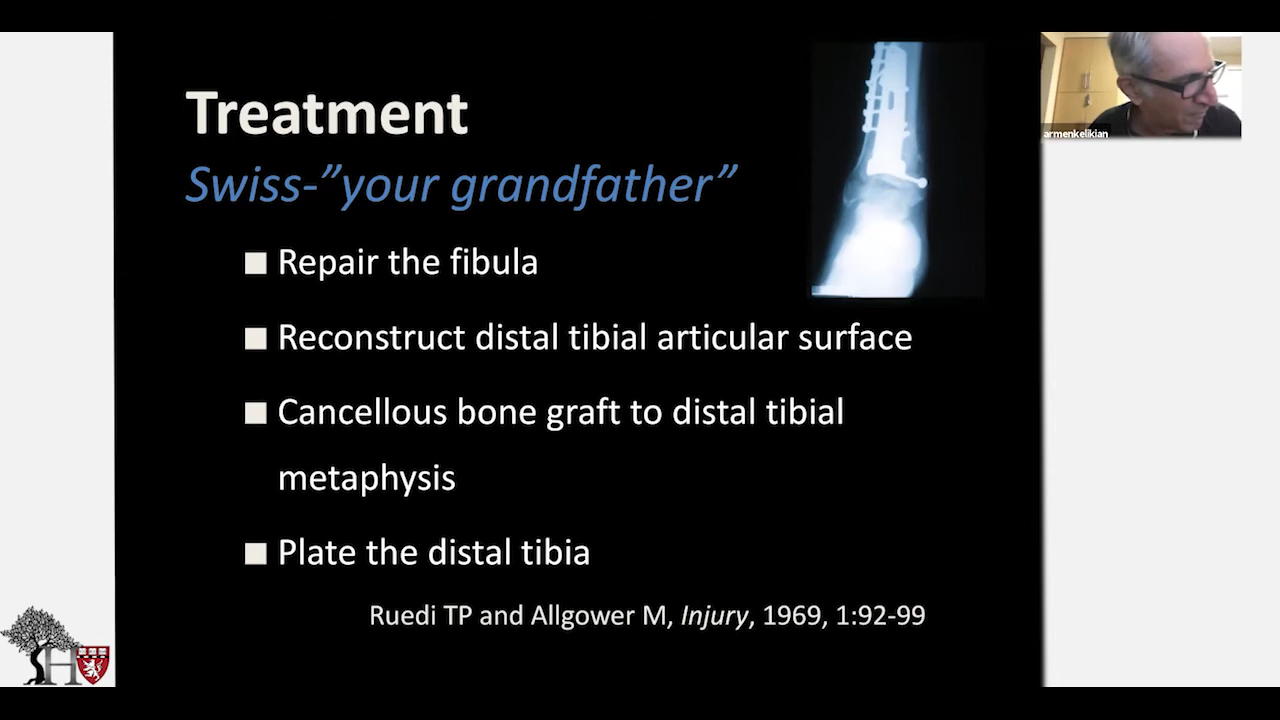 Treatment
Swiss-”your grandfather”
■ Repair the fibula
■ Reconstruct distal tibial articular surface
■ Cancellous bone graft to distal tibial
metaphysis
■ Plate the distal tibia
Ruedi TP and Allgower M, Injury, 1969, 1:92-99
armenkelikian
H